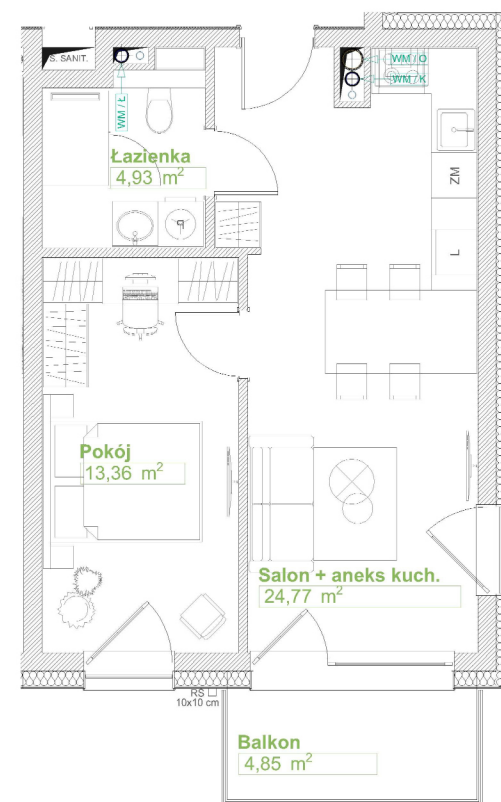 S. SANIT.
WM / O
WM / K
WM / Ł
Łazienka
4,93 m²
ZM
P
L
Pokój
13,36 m²
Salon + aneks kuch.
24,77 m²
RS
10x10 cm
Balkon
4,85 m²